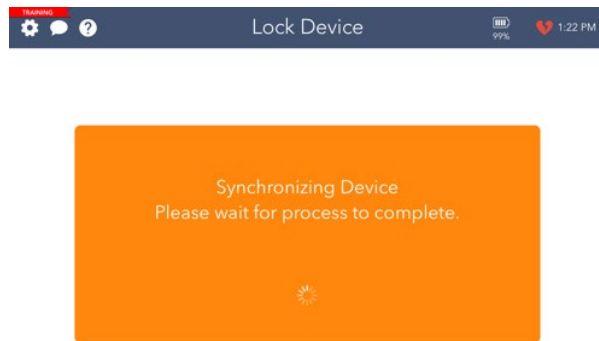 TRAINING
Lock Device
99%
1:22 PM
Synchronizing Device
Please wait for process to complete.